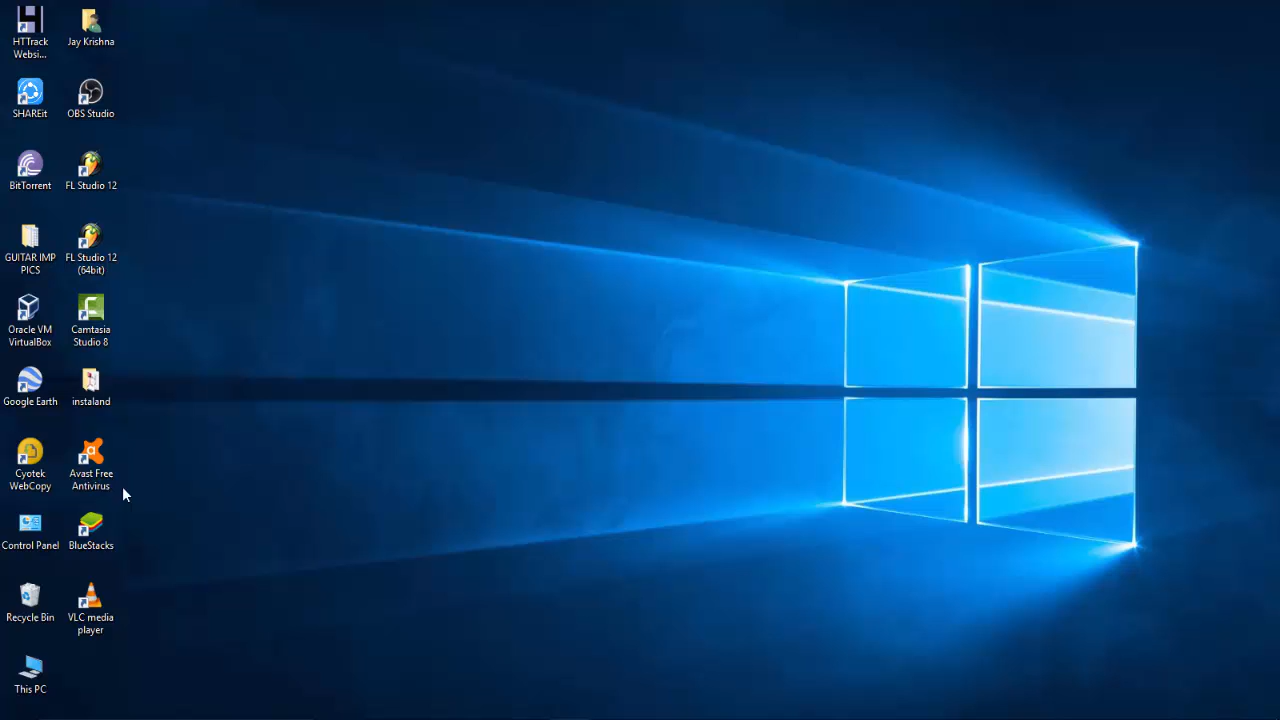 HTTrack
Websi...
Jay Krishna
SHAREit
OBS Studio
BitTorrent
FL Studio 12
GUITAR IMP
PICS
FL Studio 12
(64bit)
Oracle VM
VirtualBox
Camtasia
Studio 8
Google Earth
instaland
Cyotek
WebCopy
Avast Free
Antivirus
Control Panel
BlueStacks
Recycle Bin
VLC media
player
This PC